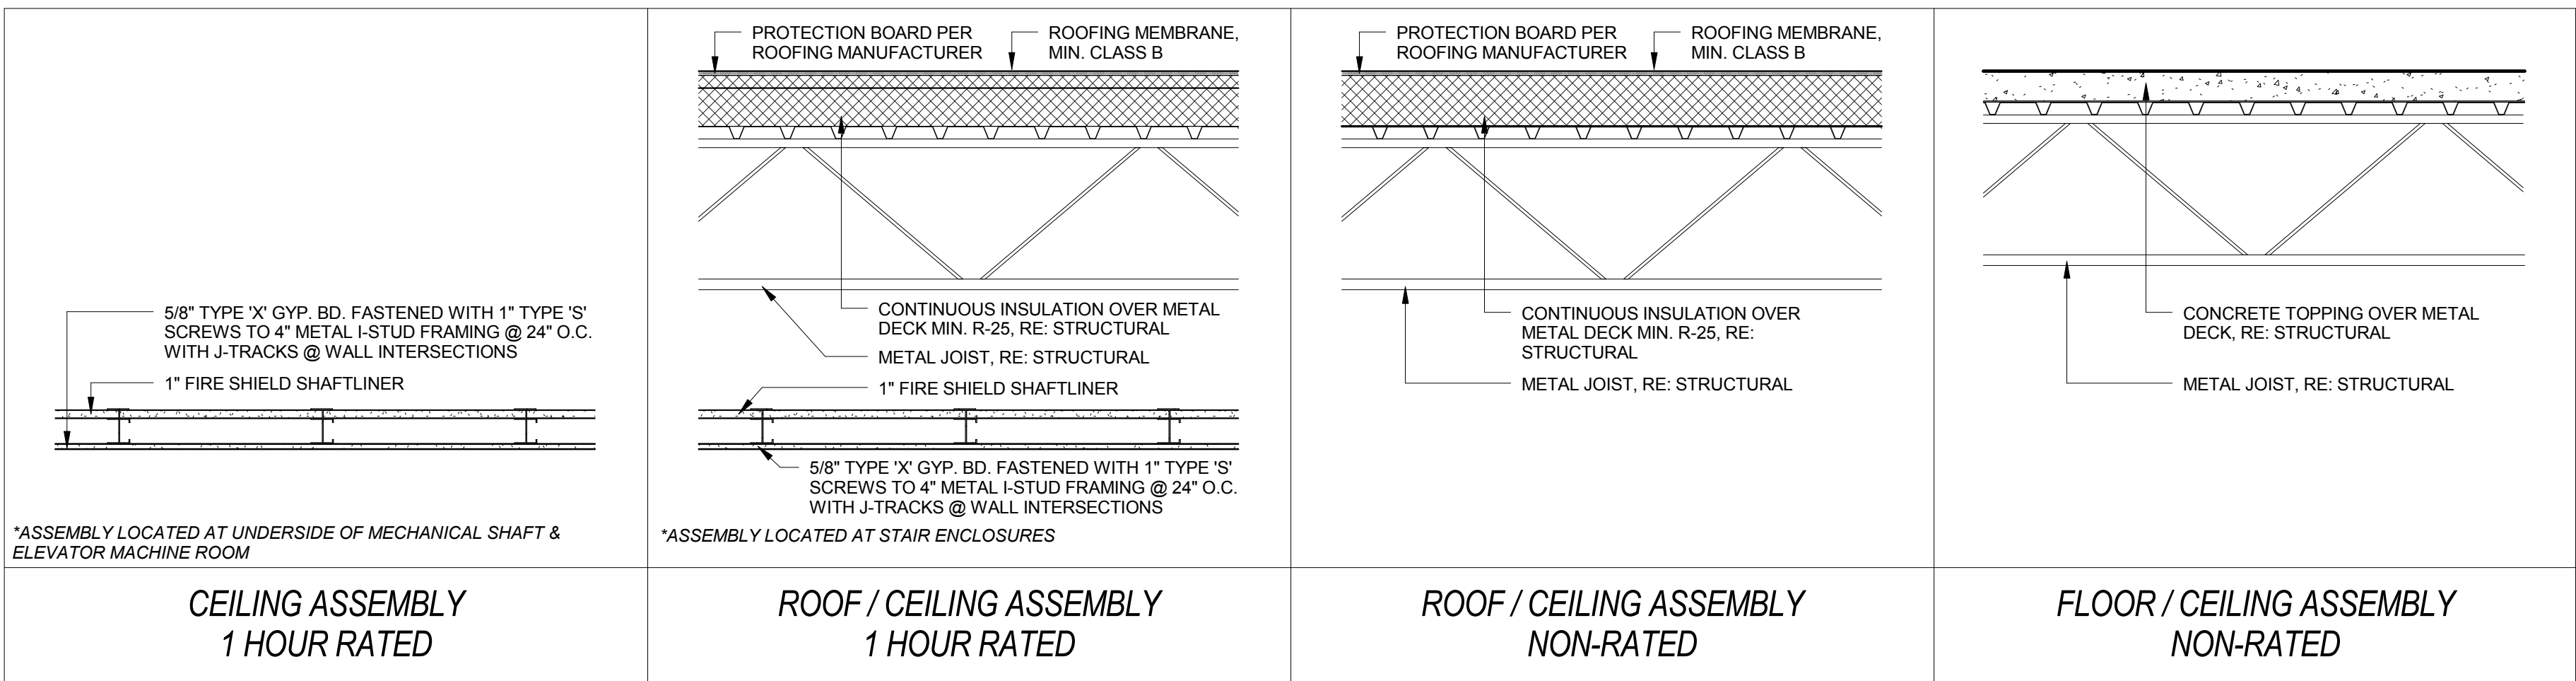 5/8" TYPE 'X' GYP. BD. FASTENED WITH 1" TYPE 'S'
SCREWS TO 4" METAL I-STUD FRAMING @ 24" O.C.
WITH J-TRACKS @ WALL INTERSECTIONS
1" FIRE SHIELD SHAFTLINER
*ASSEMBLY LOCATED AT UNDERSIDE OF MECHANICAL SHAFT &
ELEVATOR MACHINE ROOM
CEILING ASSEMBLY
1 HOUR RATED
PROTECTION BOARD PER
ROOFING MANUFACTURER
ROOFING MEMBRANE,
MIN. CLASS B
CONTINUOUS INSULATION OVER METAL
DECK MIN. R-25, RE: STRUCTURAL
METAL JOIST, RE: STRUCTURAL
1" FIRE SHIELD SHAFTLINER
5/8" TYPE 'X' GYP. BD. FASTENED WITH 1" TYPE 'S'
SCREWS TO 4" METAL I-STUD FRAMING @ 24" O.C.
WITH J-TRACKS @ WALL INTERSECTIONS
*ASSEMBLY LOCATED AT STAIR ENCLOSURES
ROOF / CEILING ASSEMBLY
1 HOUR RATED
PROTECTION BOARD PER
ROOFING MANUFACTURER
ROOFING MEMBRANE,
MIN. CLASS B
CONTINUOUS INSULATION OVER
METAL DECK MIN. R-25, RE:
STRUCTURAL
METAL JOIST, RE: STRUCTURAL
ROOF / CEILING ASSEMBLY
NON-RATED
CONCRETE TOPPING OVER METAL
DECK, RE: STRUCTURAL
METAL JOIST, RE: STRUCTURAL
FLOOR / CEILING ASSEMBLY
NON-RATED